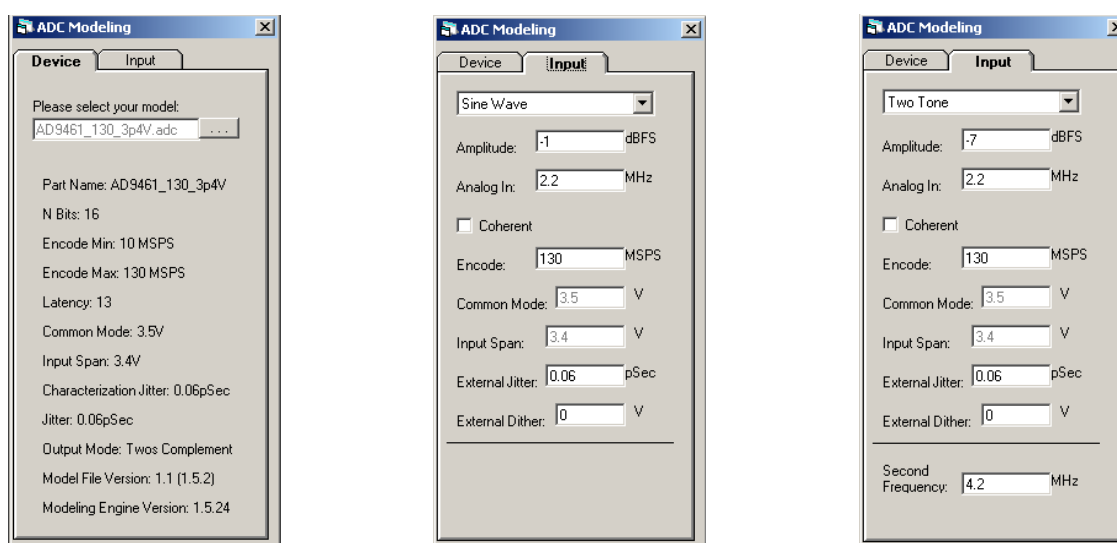 ADC Modeling
Device Input
Please select your model:
AD9461_130_3p4V.adc ...
Part Name: AD9461_130_3p4V
N Bits: 16
Encode Min: 10 MSPS
Encode Max: 130 MSPS
Latency: 13
Common Mode: 3.5V
Input Span: 3.4V
Characterization Jitter: 0.06pSec
Jitter: 0.06pSec
Output Mode: Twos Complement
Model File Version: 1.1 (1.5.2)
Modeling Engine Version: 1.5.24
ADC Modeling
Device Input
Sine Wave
Amplitude: -1 dBFS
Analog In: 2.2 MHz
Coherent
Encode: 130 MSPS
Common Mode: 3.5 V
Input Span: 3.4 V
External Jitter: 0.06 pSec
External Dither: 0 V
ADC Modeling
Device Input
Two Tone
Amplitude: -7 dBFS
Analog In: 2.2 MHz
Coherent
Encode: 130 MSPS
Common Mode: 3.5 V
Input Span: 3.4 V
External Jitter: 0.06 pSec
External Dither: 0 V
Second
Frequency: 4.2 MHz